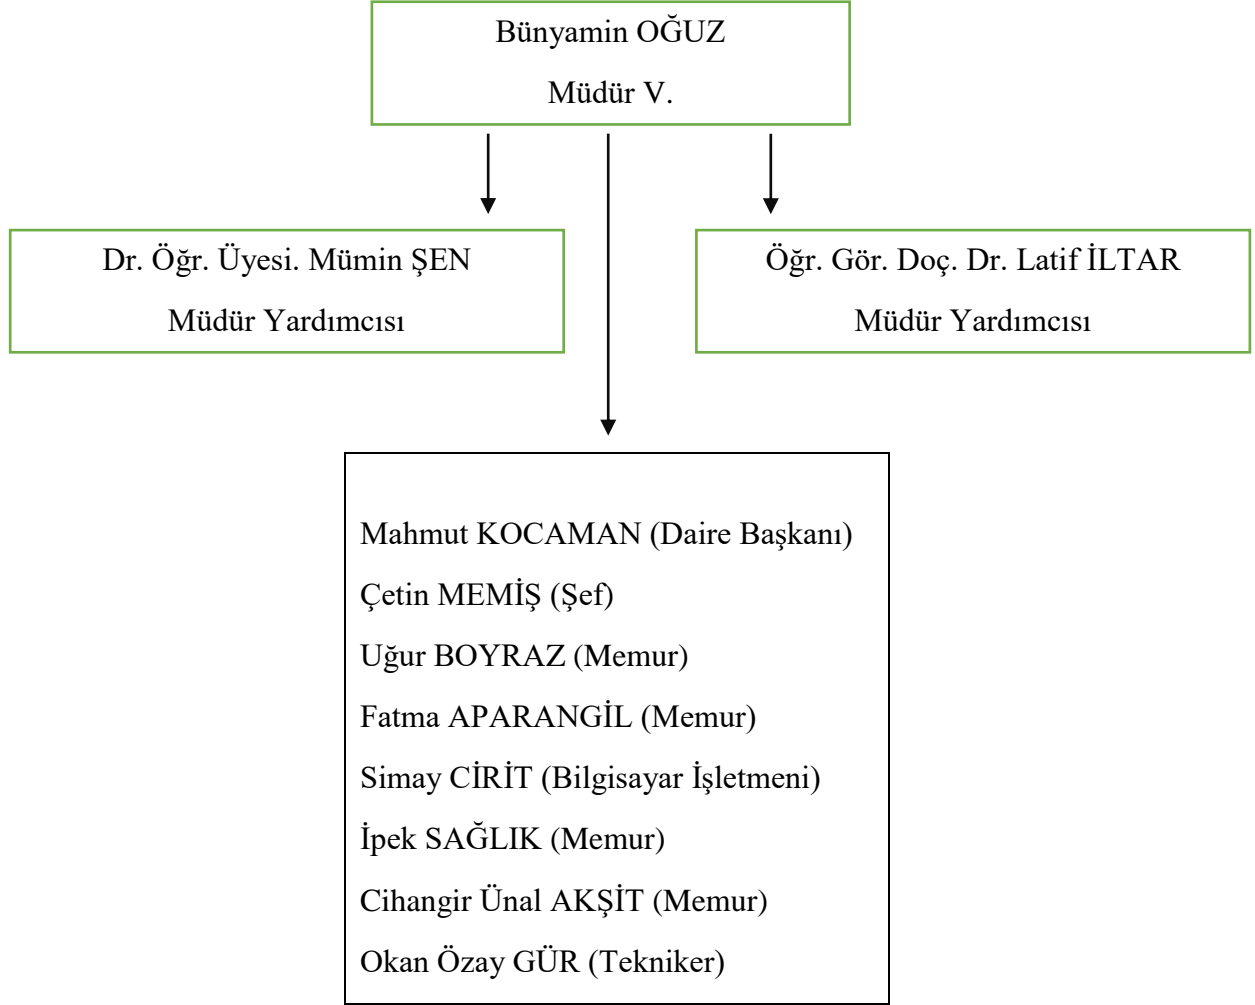 Bünyamin OĞUZ
Müdür V.
Dr. Öğr. Üyesi. Mümin ŞEN
Müdür Yardımcısı
Öğr. Gör. Doç. Dr. Latif İLTAR
Müdür Yardımcısı
Mahmut KOCAMAN (Daire Başkanı)
Çetin MEMİŞ (Şef)
Uğur BOYRAZ (Memur)
Fatma APARANGİL (Memur)
Simay CİRİT (Bilgisayar İşletmeni)
İpek SAĞLIK (Memur)
Cihangir Ünal AKŞİT (Memur)
Okan Özay GÜR (Tekniker)